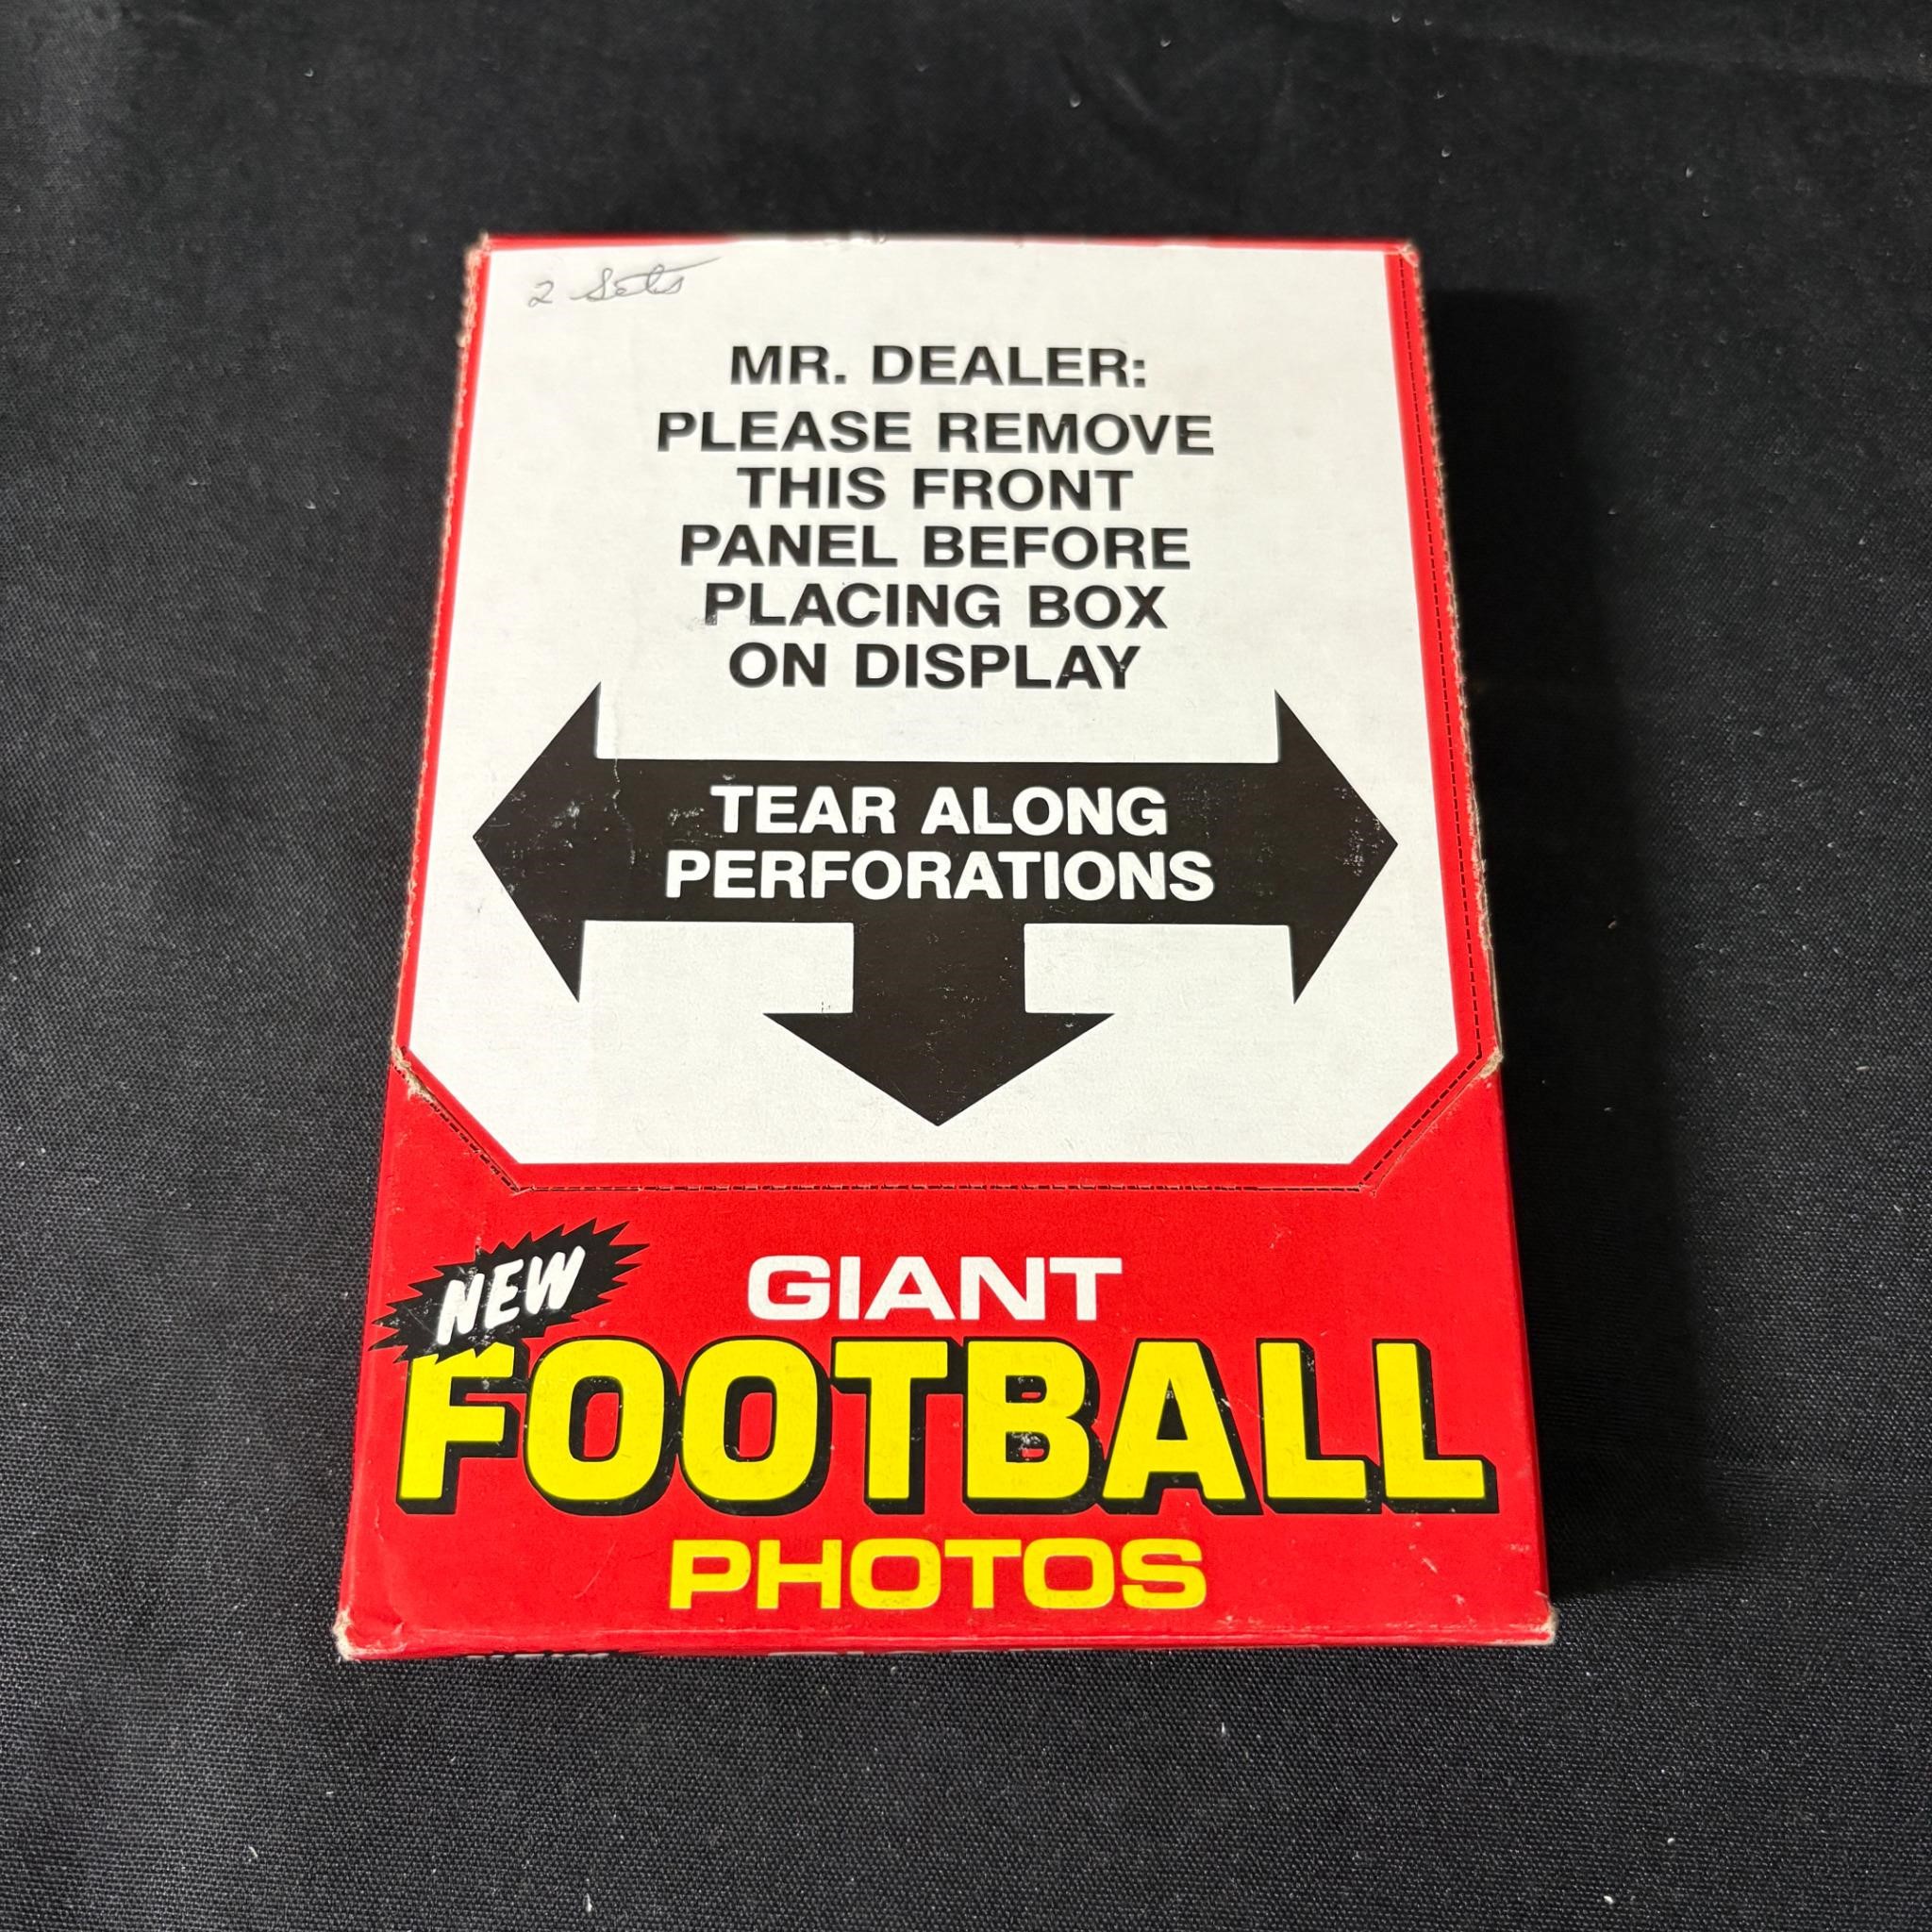 2 Sets
MR. DEALER:
PLEASE REMOVE
THIS FRONT
PANEL BEFORE
PLACING BOX
ON DISPLAY
TEAR ALONG
PERFORATIONS
NEW
GIANT
FOOTBALL
PHOTOS